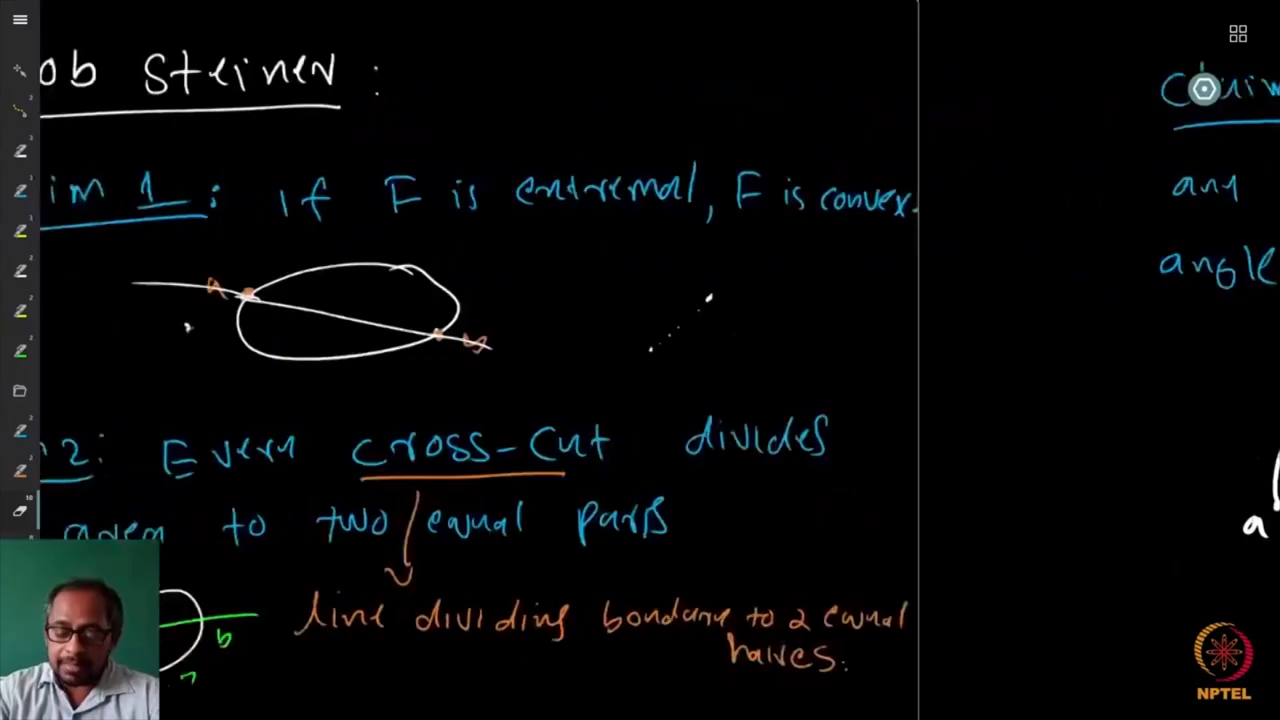 ob Steiner :
im 1 : If F is extremal, F is convex.
a
b
m 2 : Every cross-cut divides
area to two equal parts
line dividing boundary to 2 equal
halves.
b
Claim
any
angle
a
NPTEL